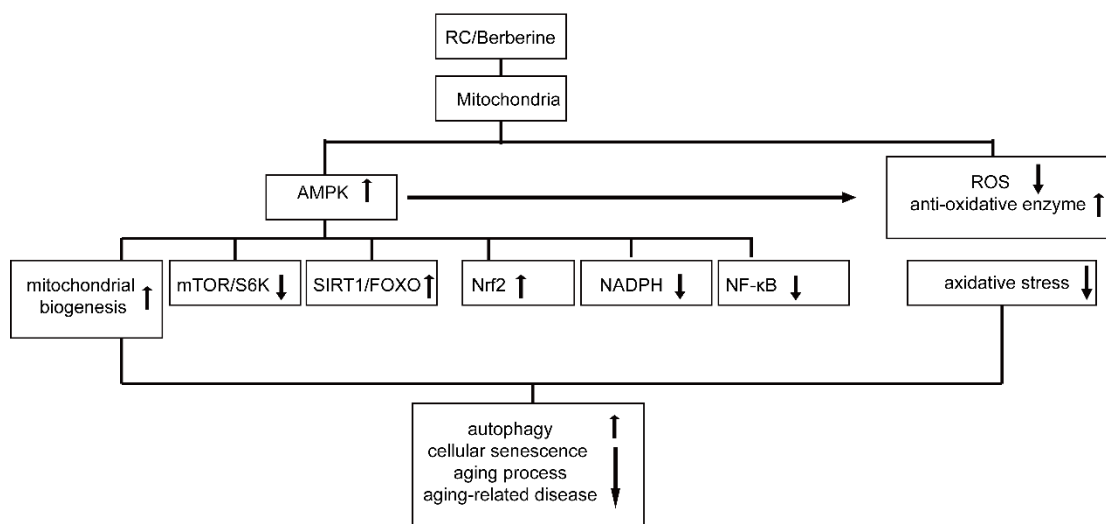 RC/Berberine
Mitochondria
AMPK
ROS
anti-oxidative enzyme
mitochondrial
biogenesis
mTOR/S6K
SIRT1/FOXO
Nrf2
NADPH
NF-κB
axidative stress
autophagy
cellular senescence
aging process
aging-related disease